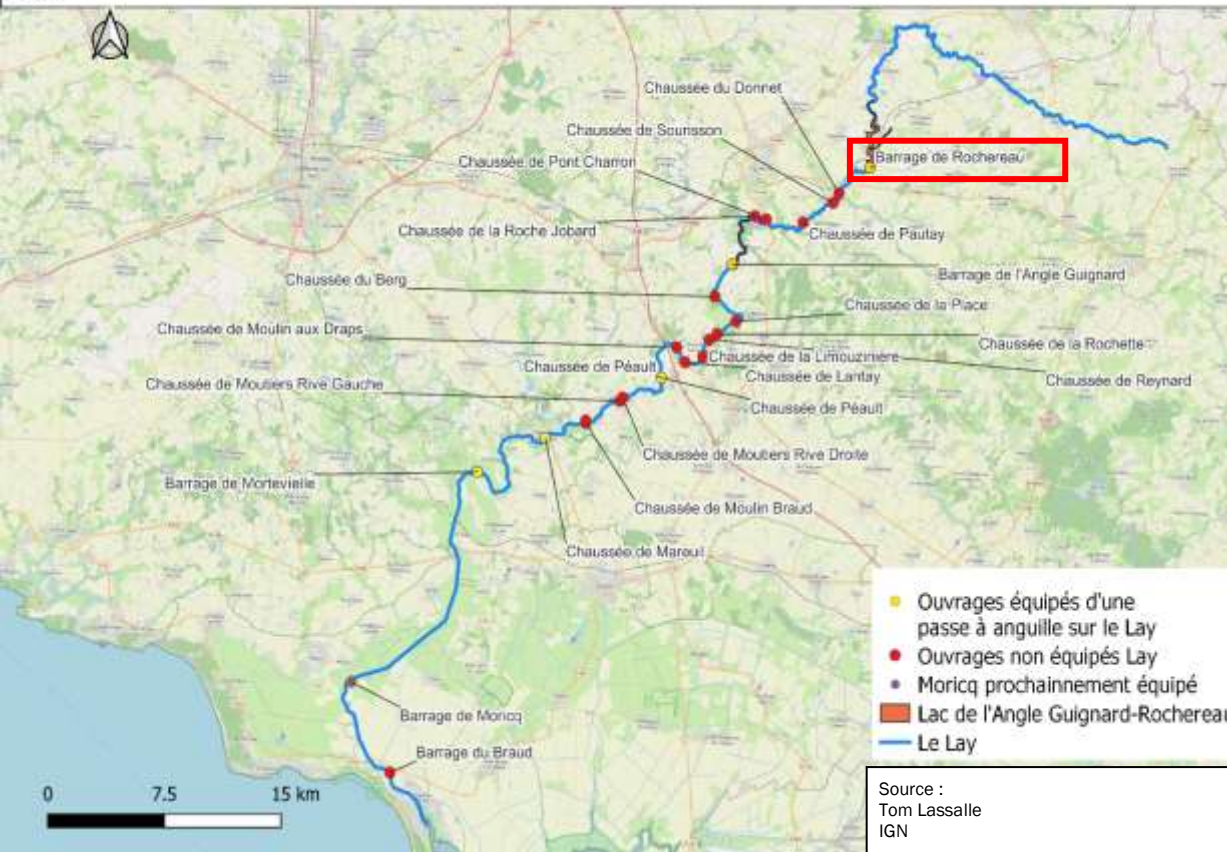 Chaussée du Donnet
Chaussée de Sourisson
Chaussée de Pont Charron
Barrage de Rochereau
Chaussée de la Roche Jobard
Chaussée de Pautay
Chaussée du Berg
Barrage de l'Angle Guignard
Chaussée de la Place
Chaussée de Moulin aux Draps
Chaussée de la Rochette
Chaussée de la Limouzinière
Chaussée de Péault
Chaussée de Lantay
Chaussée de Reynard
Chaussée de Moutiers Rive Gauche
Chaussée de Péault
Chaussée de Moutiers Rive Droite
Barrage de Mortevielle
Chaussée de Moulin Braud
Chaussée de Mareuil
Barrage de Moricq
Barrage du Braud
0 7.5 15 km
Ouvrages équipés d'une
passe à anguille sur le Lay
Ouvrages non équipés Lay
Moricq prochainnement équipé
Lac de l'Angle Guignard-Rochereau
Le Lay
Source :
Tom Lassalle
IGN